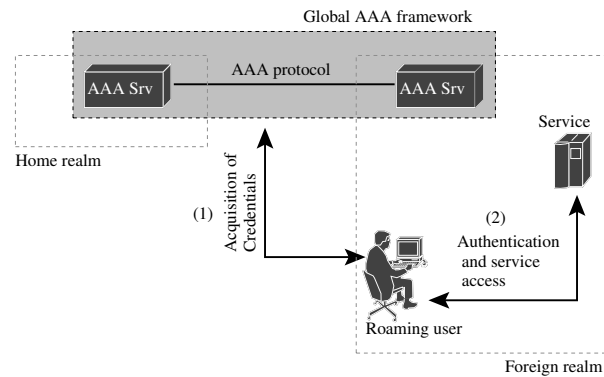 Global AAA framework
AAA protocol
AAA Srv
AAA Srv
Home realm
Service
(1)
Acquisition of
Credentials
(2)
Authentication
and service
access
Roaming user
Foreign realm